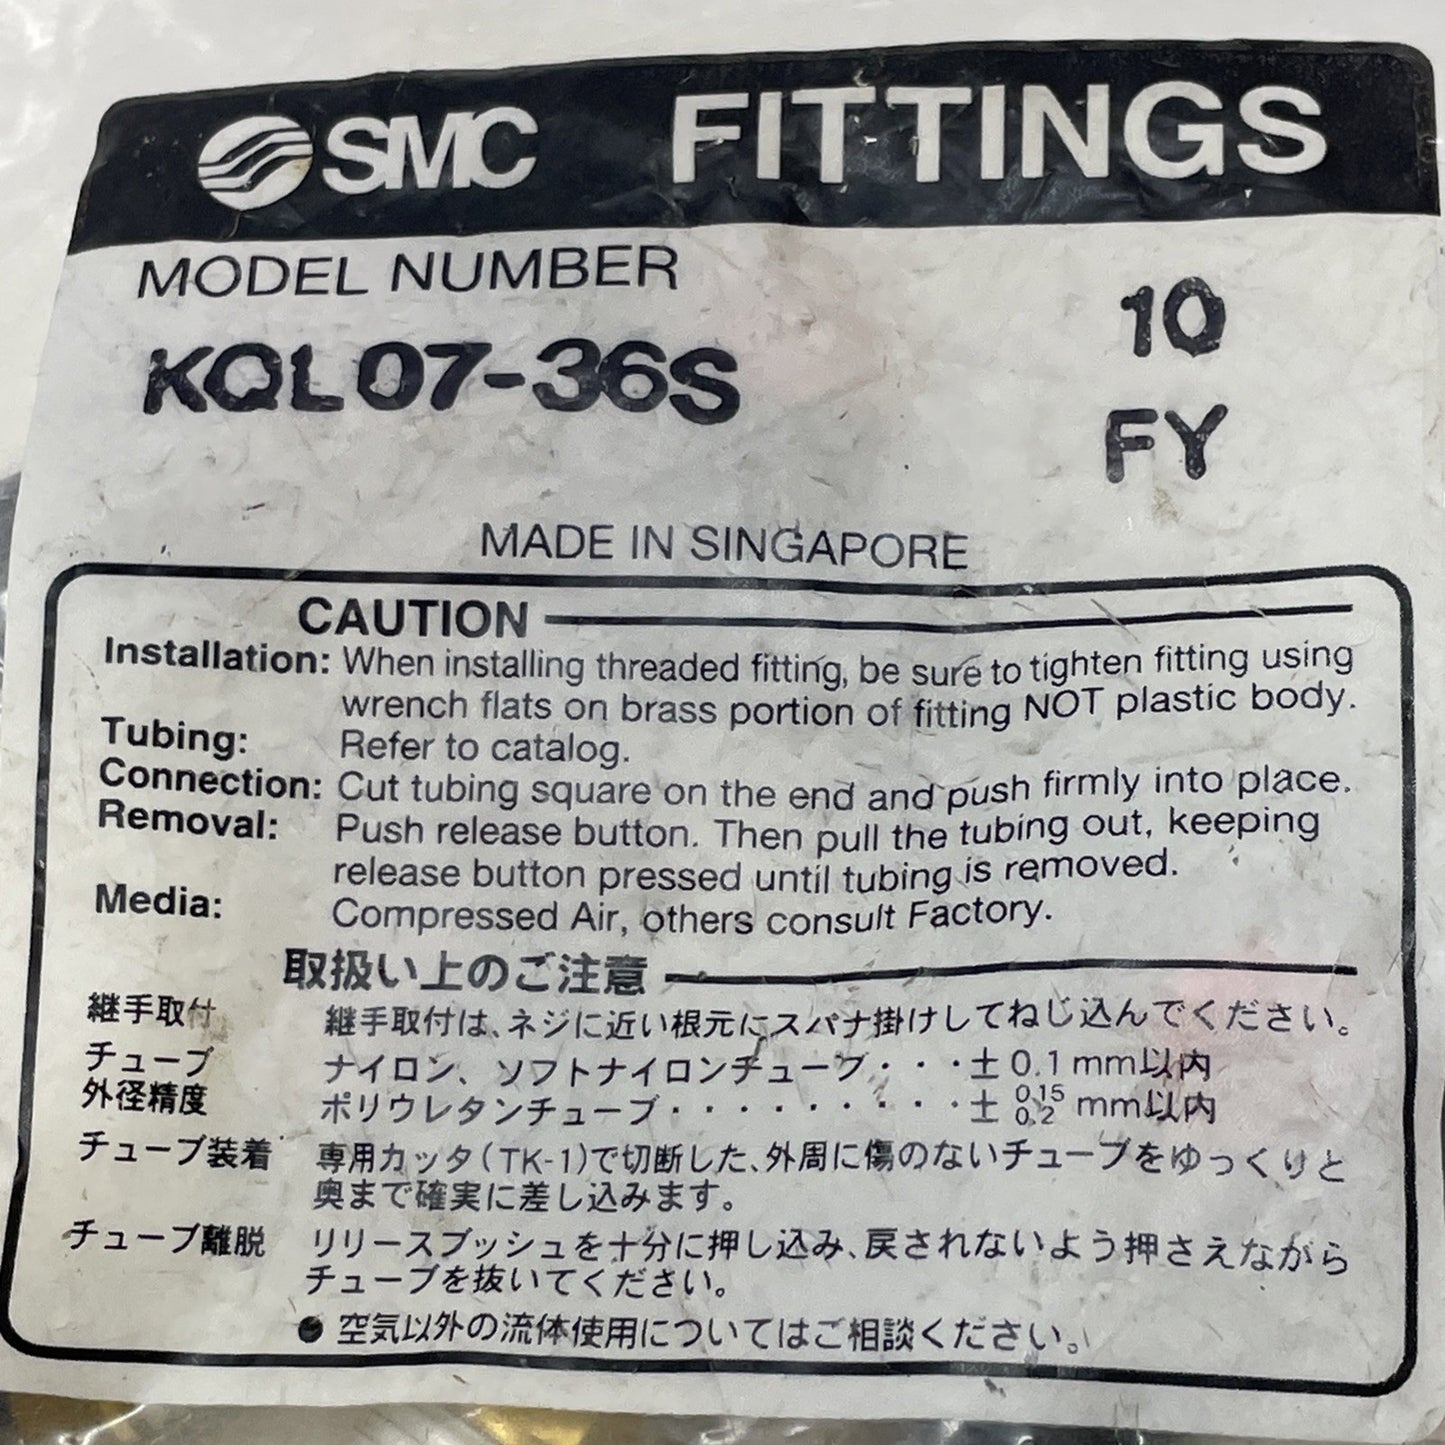 SMC FITTINGS
MODEL NUMBER
KQL07-36S 10
FY
MADE IN SINGAPORE
CAUTION
Installation: When installing threaded fitting, be sure to tighten fitting using
wrench flats on brass portion of fitting NOT plastic body.
Tubing: Refer to catalog.
Connection: Cut tubing square on the end and push firmly into place.
Removal: Push release button. Then pull the tubing out, keeping
release button pressed until tubing is removed.
Media: Compressed Air, others consult Factory.
取扱い上のご注意
継手取付 継手取付は、ネジに近い根元にスパナ掛けしてねじ込んでください。
チューブ ナイロン、ソフトナイロンチューブ・・・± 0.1 mm以内
外径精度 ポリウレタンチューブ・・・・・・・・・・± 0.15 0.2 mm以内
チューブ装着 専用カッタ(TK-1)で切断した、外周に傷のないチューブをゆっくりと
奥まで確実に差し込みます。
チューブ離脱 リリースブッシュを十分に押し込み、戻されないよう押さえながら
チューブを抜いてください。
● 空気以外の流体使用についてはご相談ください。